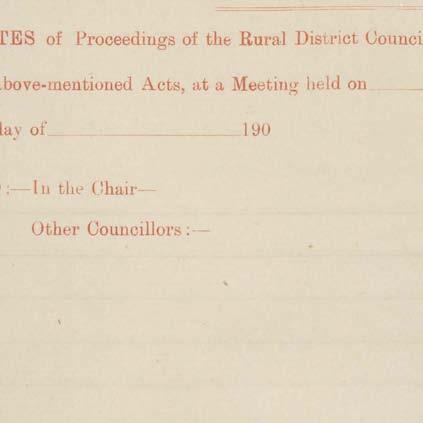 TES of Proceedings of the Rural District Counci
bove-mentioned Acts, at a Meeting held on
day of 190
:—In the Chair—
Other Councillors:—